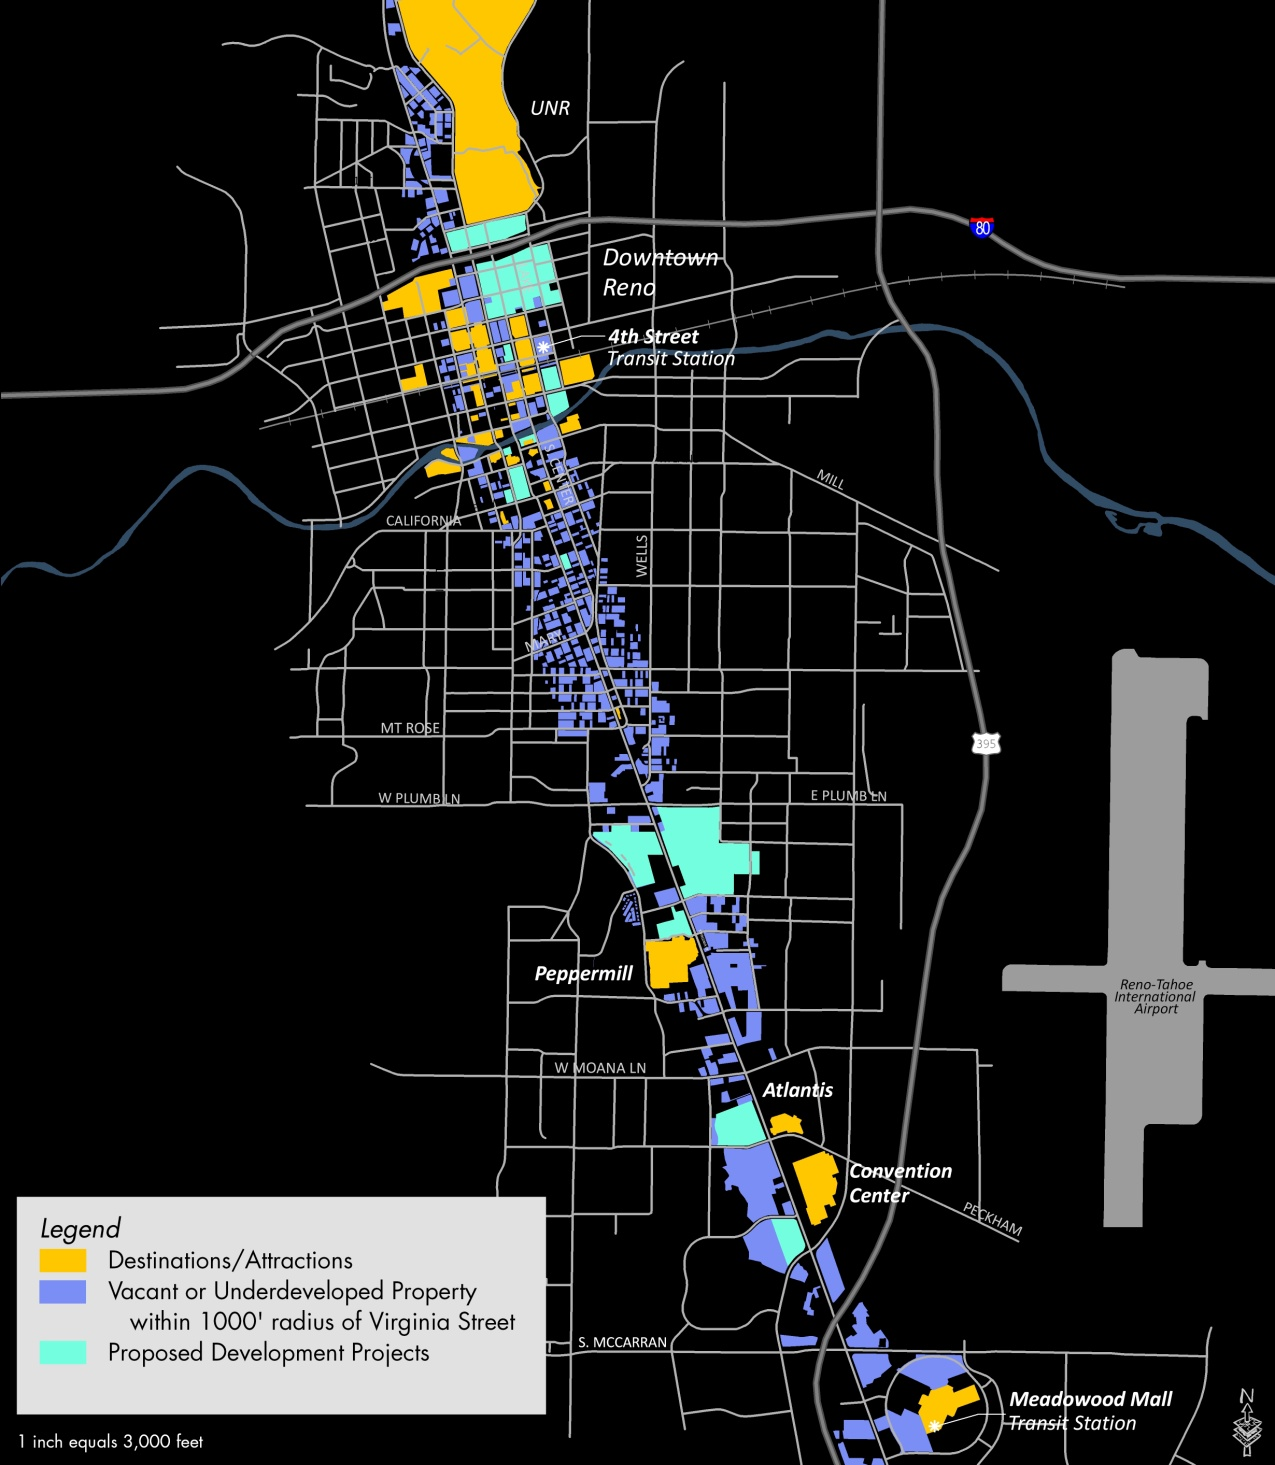 UNR
80
Downtown
Reno
4th Street
Transit Station
S. CENTER
MILL
CALIFORNIA
WELLS
MARY
MT ROSE
395
W PLUMB LN
E PLUMB LN
Peppermill
Reno-Tahoe
International
Airport
W MOANA LN
Atlantis
Convention
Center
PECKHAM
Legend
Destinations/Attractions
Vacant or Underdeveloped Property
within 1000' radius of Virginia Street
Proposed Development Projects
S. MCCARRAN
Meadowood Mall
Transit Station
N
1 inch equals 3,000 feet